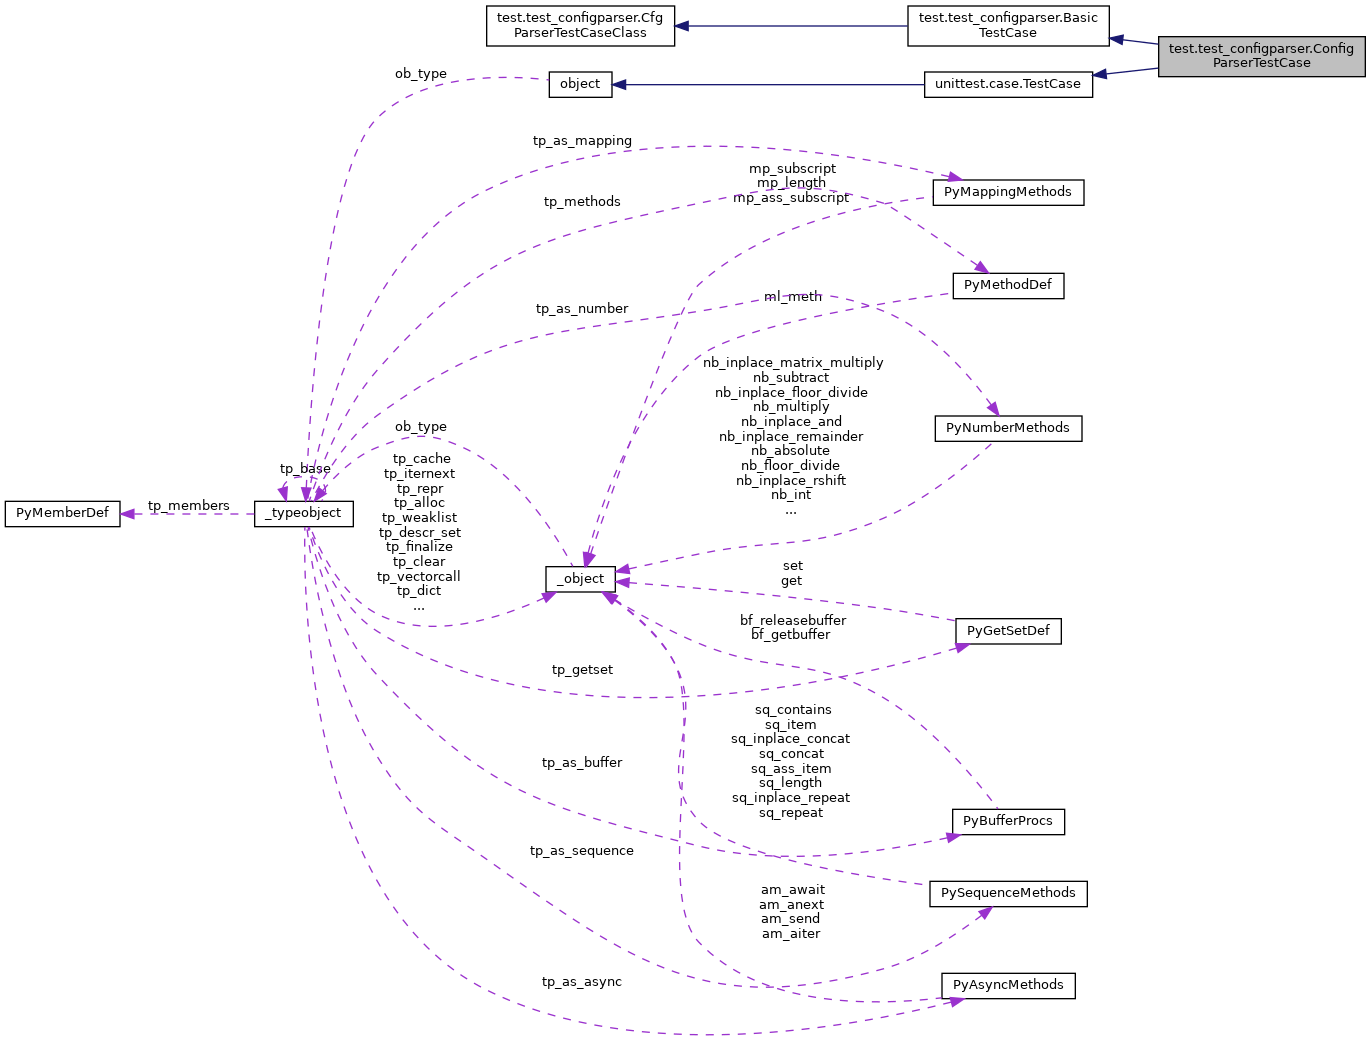 test.test_configparser.Cfg
ParserTestCaseClass
test.test_configparser.Basic
TestCase
test.test_configparser.Config
ParserTestCase
ob_type
object
unittest.case.TestCase
tp_as_mapping
mp_subscript
mp_length
mp_ass_subscript
PyMappingMethods
tp_methods
PyMethodDef
ml_meth
tp_as_number
nb_inplace_matrix_multiply
nb_subtract
nb_inplace_floor_divide
nb_multiply
nb_inplace_and
nb_inplace_remainder
nb_absolute
nb_floor_divide
nb_inplace_rshift
nb_int
...
PyNumberMethods
ob_type
tp_cache
tp_iternext
tp_repr
tp_alloc
tp_weaklist
tp_descr_set
tp_finalize
tp_clear
tp_vectorcall
tp_dict
...
tp_base
PyMemberDef
tp_members
_typeobject
_object
set
get
PyGetSetDef
bf_releasebuffer
bf_getbuffer
tp_getset
sq_contains
sq_item
sq_inplace_concat
sq_concat
sq_ass_item
sq_length
sq_inplace_repeat
sq_repeat
tp_as_buffer
PyBufferProcs
tp_as_sequence
PySequenceMethods
am_await
am_anext
am_send
am_aiter
tp_as_async
PyAsyncMethods